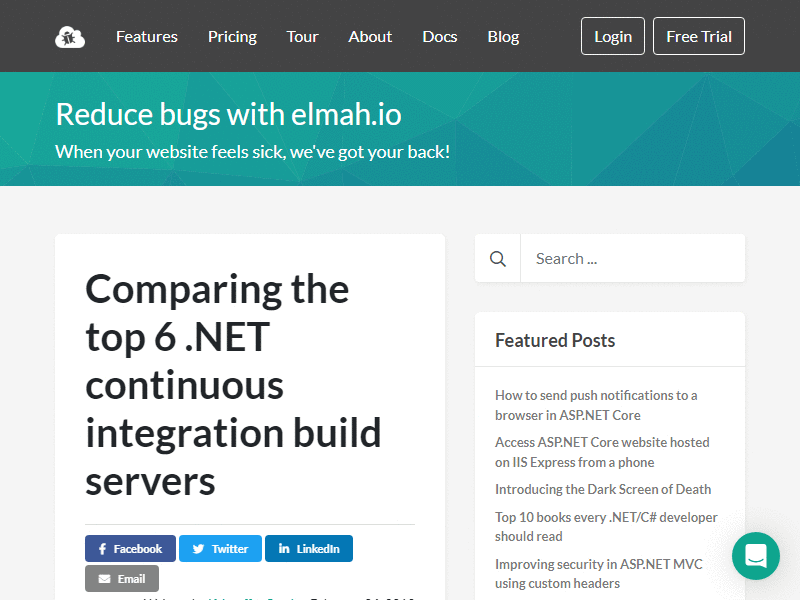 Features Pricing Tour About Docs Blog Login Free Trial
Reduce bugs with elmah.io
When your website feels sick, we've got your back!
Comparing the
top 6 .NET
continuous
integration build
servers
Facebook Twitter LinkedIn
Email
Search ...
Featured Posts
How to send push notifications to a
browser in ASP.NET Core
Access ASP.NET Core website hosted
on IIS Express from a phone
Introducing the Dark Screen of Death
Top 10 books every .NET/C# developer
should read
Improving security in ASP.NET MVC
using custom headers